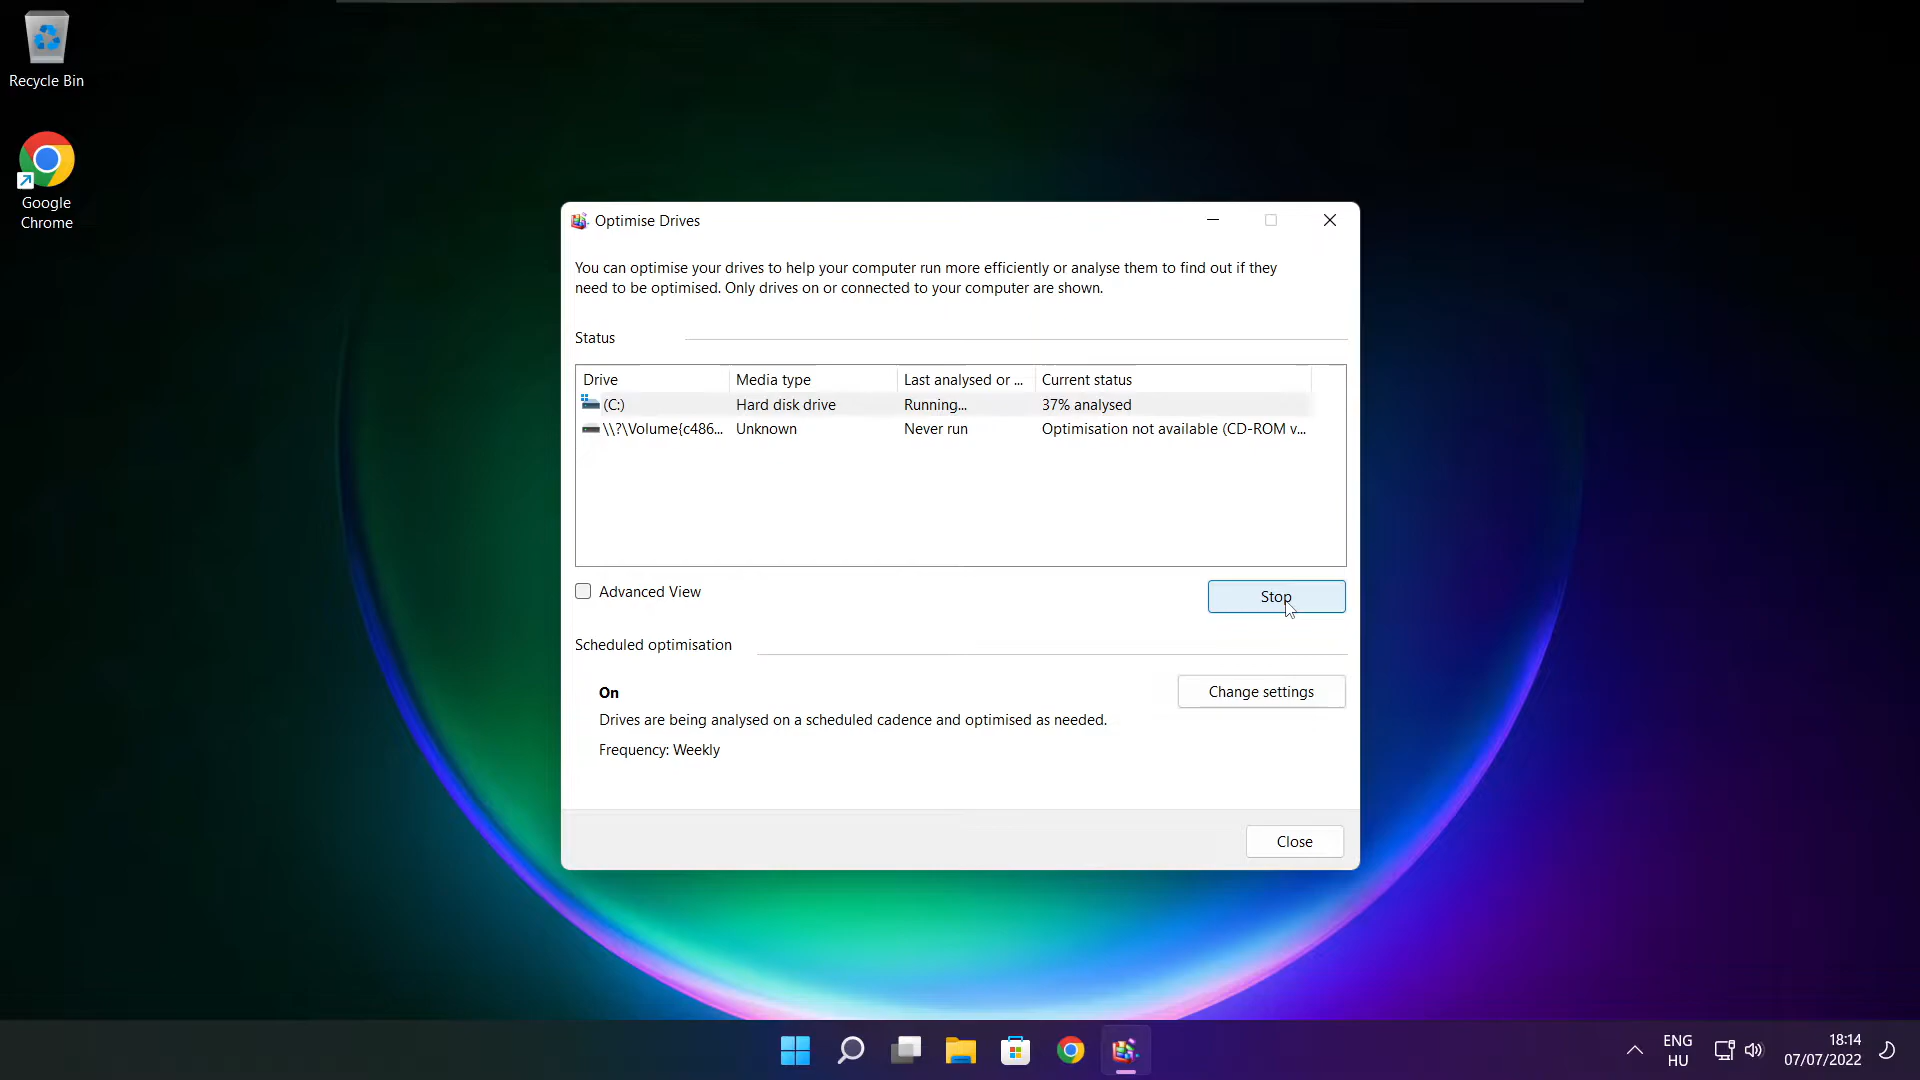 Recycle Bin
Google
Chrome
Optimise Drives
You can optimise your drives to help your computer run more efficiently or analyse them to find out if they
need to be optimised. Only drives on or connected to your computer are shown.
Status
Drive Media type Last analysed or ... Current status
(C:) Hard disk drive Running... 37% analysed
\\?\Volume{c486... Unknown Never run Optimisation not available (CD-ROM v...
Advanced View
Stop
Scheduled optimisation
On
Change settings
Drives are being analysed on a scheduled cadence and optimised as needed.
Frequency: Weekly
Close
ENG
HU
18:14
07/07/2022